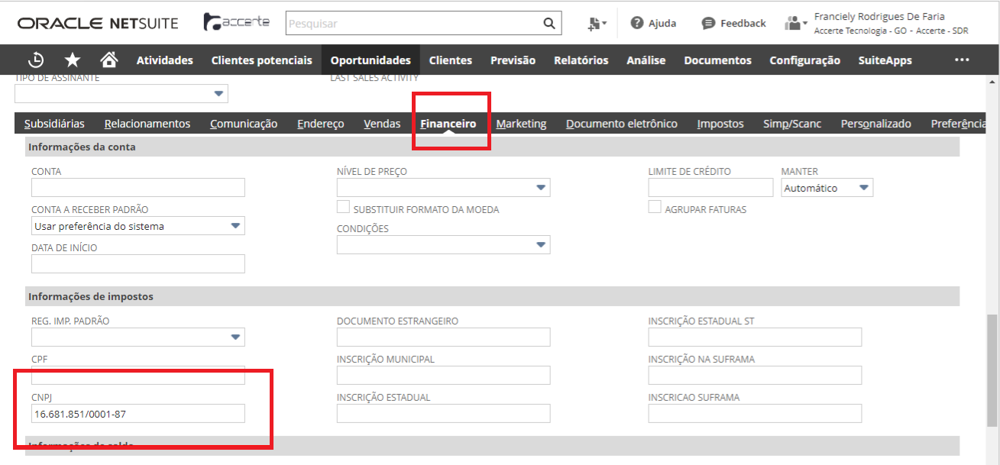 ORACLE NETSUITE accerte Pesquisar Ajuda Feedback Franciely Rodrigues De Faria
Accerte Tecnologia - GO - Accerte - SDR
Atividades Clientes potenciais Oportunidades Clientes Previsão Relatórios Análise Documentos Configuração SuiteApps ...
TIPO DE ASSINANTE LAST SALES ACTIVITY
Subsidiárias Relacionamentos Comunicação Endereço Vendas Financeiro Marketing Documento eletrônico Impostos Simp/Scanc Personalizado Preferência
Informações da conta
CONTA NÍVEL DE PREÇO LIMITE DE CRÉDITO MANTER
Automático
CONTA A RECEBER PADRÃO SUBSTITUIR FORMATO DA MOEDA AGRUPAR FATURAS
Usar preferência do sistema CONDIÇÕES
DATA DE INÍCIO
Informações de impostos
REG. IMP. PADRÃO DOCUMENTO ESTRANGEIRO INSCRIÇÃO ESTADUAL ST
CPF INSCRIÇÃO MUNICIPAL INSCRIÇÃO NA SUFRAMA
CNPJ INSCRIÇÃO ESTADUAL INSCRICAO SUFRAMA
16.681.851/0001-87
Informações de saldo